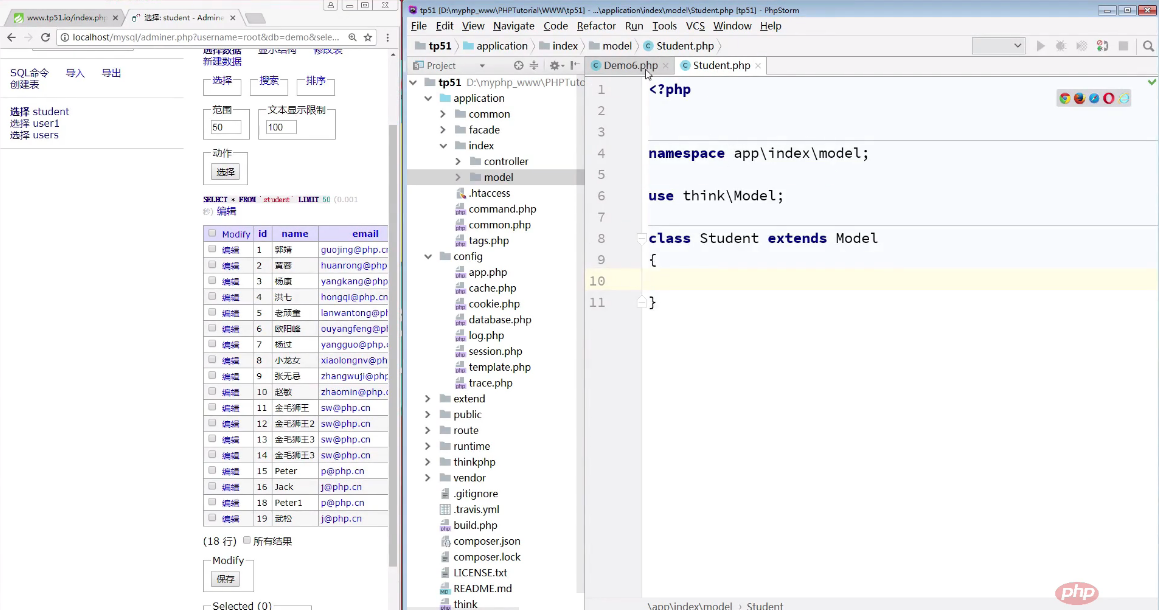 www.tp51.io/index.php
选择: student - Adminer
localhost/mysql/adminer.php?username=root&db=demo&sele...
选择数据 显示结构 修改表
新建数据
SQL命令 导入 导出
创建表
选择 student
选择 user1
选择 users
选择 搜索 排序
范围
50
文本显示限制
100
动作
选择
SELECT * FROM `student` LIMIT 50 (0.001
编辑
Modify id name email
编辑 1 郭靖 guojing@php.cn
编辑 2 黄蓉 huanrong@php
编辑 3 杨康 yangkang@php
编辑 4 洪七 hongqi@php.cn
编辑 5 老顽童 lanwantong@ph
编辑 6 欧阳峰 ouyangfeng@ph
编辑 7 杨过 yangguo@php.cn
编辑 8 小龙女 xiaolongnv@ph
编辑 9 张无忌 zhangwuji@php
编辑 10 赵敏 zhaomin@php.cn
编辑 11 金毛狮王 sw@php.cn
编辑 12 金毛狮王2 sw@php.cn
编辑 13 金毛狮王3 sw@php.cn
编辑 14 金毛狮王3 sw@php.cn
编辑 15 Peter p@php.cn
编辑 16 Jack j@php.cn
编辑 18 Peter1 p@php.cn
编辑 19 武松 j@php.cn
(18 行) 所有结果
Modify
保存
Selected (0)
tp51 [D:\myphp_www\PHPTutorial\WWW\tp51] - ...\application\index\model\Student.php [tp51] - PhpStorm
File Edit View Navigate Code Refactor Run Tools VCS Window Help
tp51 application index model Student.php
Project
tp51 D:\myphp_www\PHPTuto
application
common
facade
index
controller
model
.htaccess
command.php
common.php
tags.php
config
app.php
cache.php
cookie.php
database.php
log.php
session.php
template.php
trace.php
extend
public
route
runtime
thinkphp
vendor
.gitignore
.travis.yml
build.php
composer.json
composer.lock
LICENSE.txt
README.md
think
Demo6.php Student.php
1 <?php
2
3
4 namespace app\index\model;
5
6 use think\Model;
7
8 class Student extends Model
9 {
10
11 }
\app\index\model Student
php